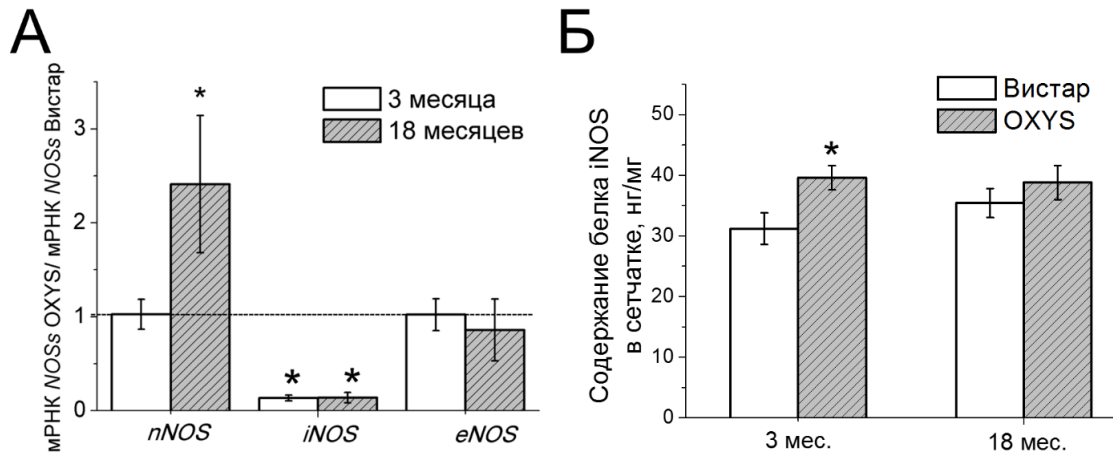 А
мРНК NOSs OXYS/ мРНК NOSs Вистар
3
2
1
0
*
3 месяца
18 месяцев
*
*
nNOS
iNOS
eNOS
Б
Содержание белка iNOS
в сетчатке, нг/мг
50
40
30
20
10
0
Вистар
OXYS
*
3 мес.
18 мес.